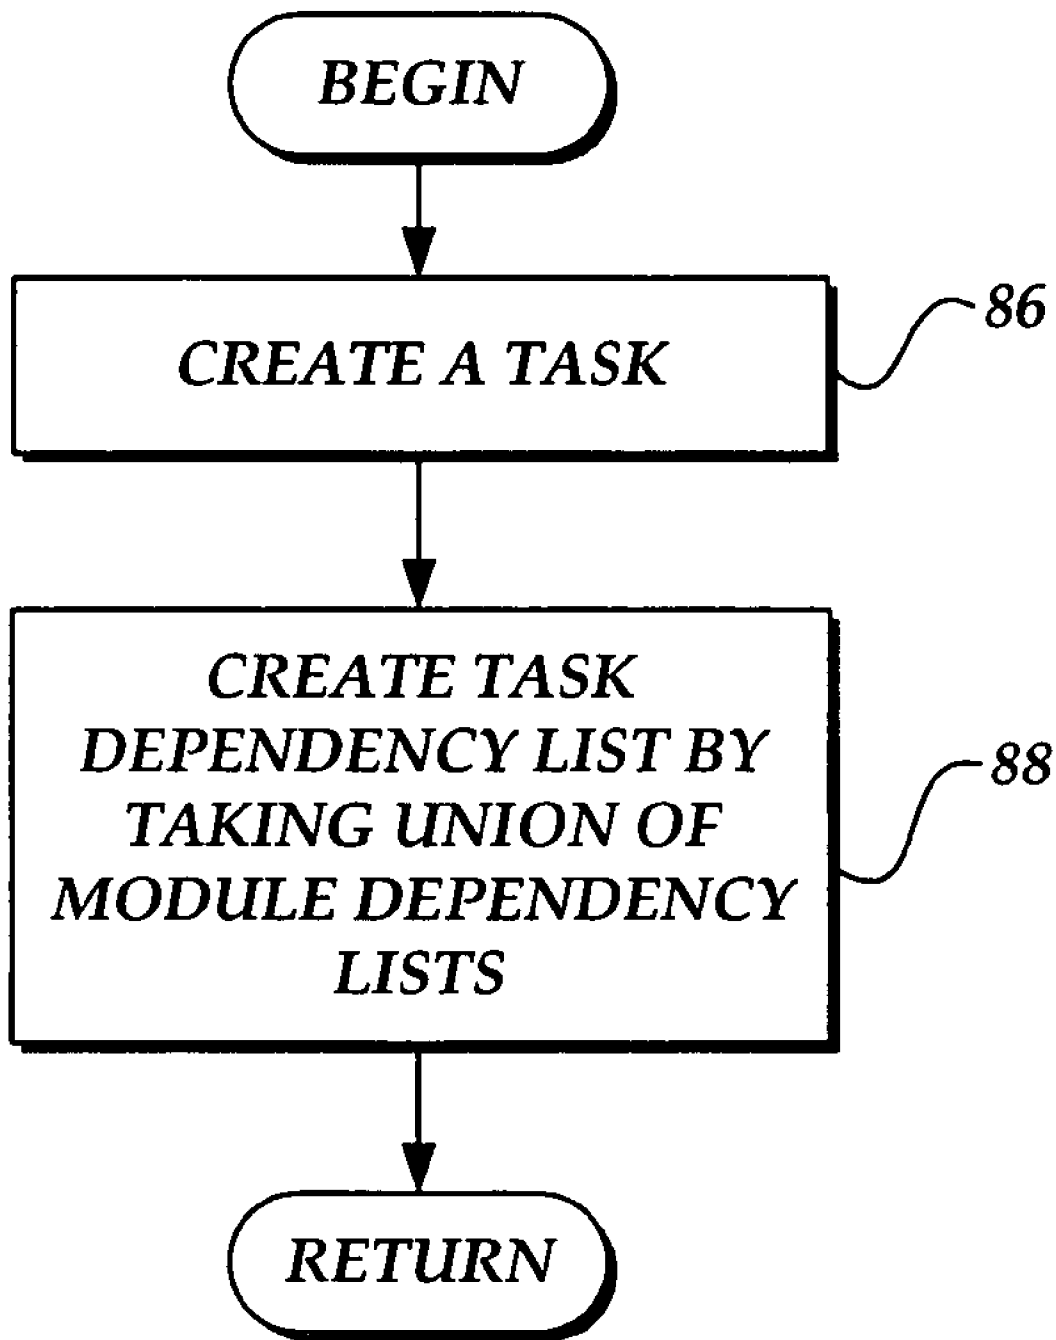 BEGIN
CREATE A TASK
86
CREATE TASK
DEPENDENCY LIST BY
TAKING UNION OF
MODULE DEPENDENCY
LISTS
88
RETURN